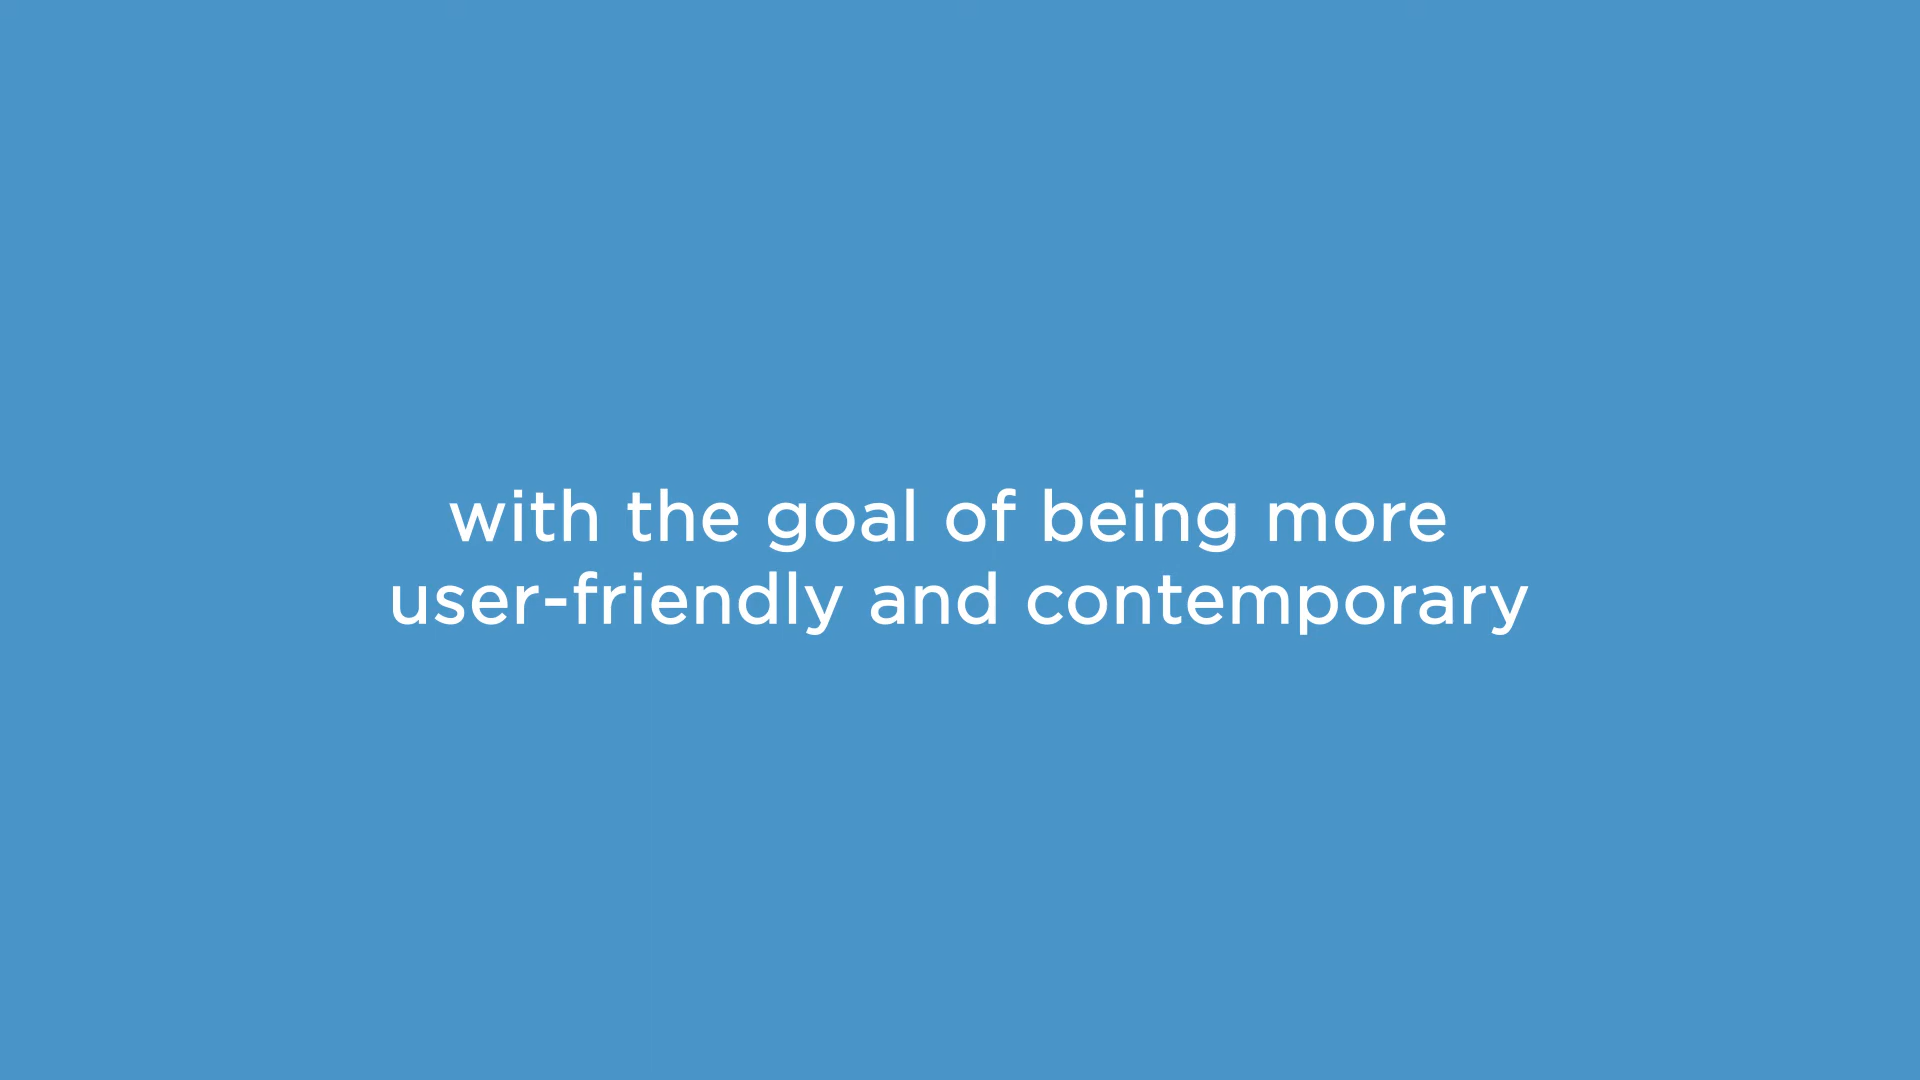 with the goal of being more
user-friendly and contemporary